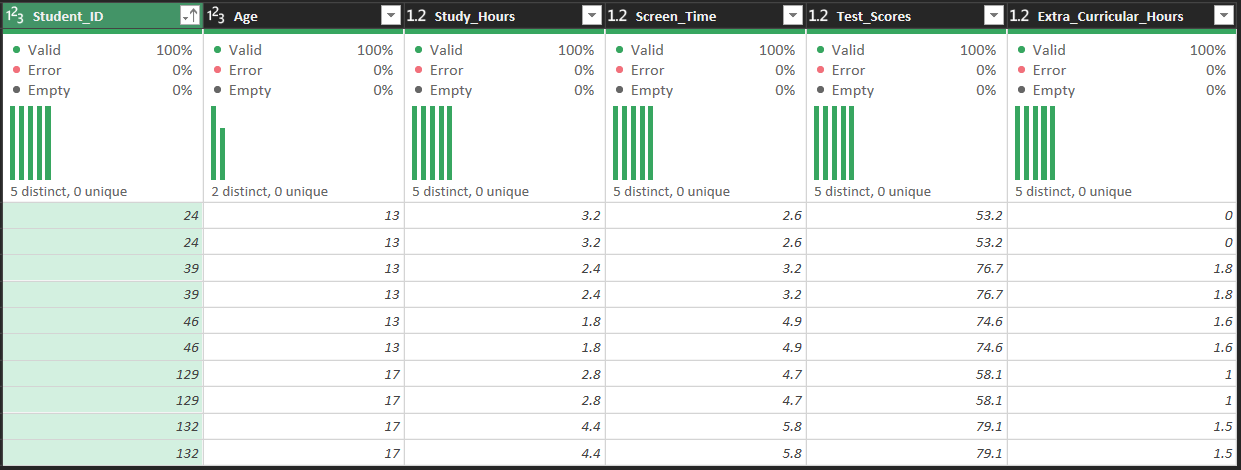 1²3 Student_ID 1²3 Age 1.2 Study_Hours 1.2 Screen_Time 1.2 Test_Scores 1.2 Extra_Curricular_Hours
Valid 100% Valid 100% Valid 100% Valid 100% Valid 100% Valid 100%
Error 0% Error 0% Error 0% Error 0% Error 0% Error 0%
Empty 0% Empty 0% Empty 0% Empty 0% Empty 0% Empty 0%
5 distinct, 0 unique 2 distinct, 0 unique 5 distinct, 0 unique 5 distinct, 0 unique 5 distinct, 0 unique 5 distinct, 0 unique
24 13 3.2 2.6 53.2 0
24 13 3.2 2.6 53.2 0
39 13 2.4 3.2 76.7 1.8
39 13 2.4 3.2 76.7 1.8
46 13 1.8 4.9 74.6 1.6
46 13 1.8 4.9 74.6 1.6
129 17 2.8 4.7 58.1 1
129 17 2.8 4.7 58.1 1
132 17 4.4 5.8 79.1 1.5
132 17 4.4 5.8 79.1 1.5